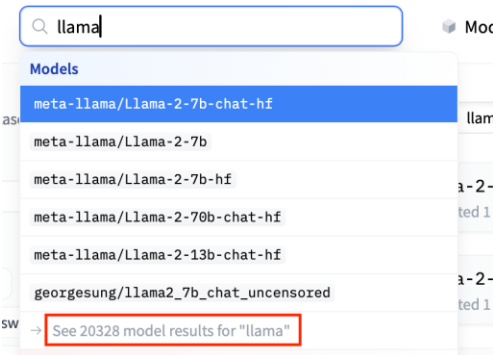 llama
Models
meta-llama/Llama-2-7b-chat-hf
meta-llama/Llama-2-7b
meta-llama/Llama-2-7b-hf
meta-llama/Llama-2-70b-chat-hf
meta-llama/Llama-2-13b-chat-hf
georgesung/llama2_7b_chat_uncensored
→ See 20328 model results for "llama"